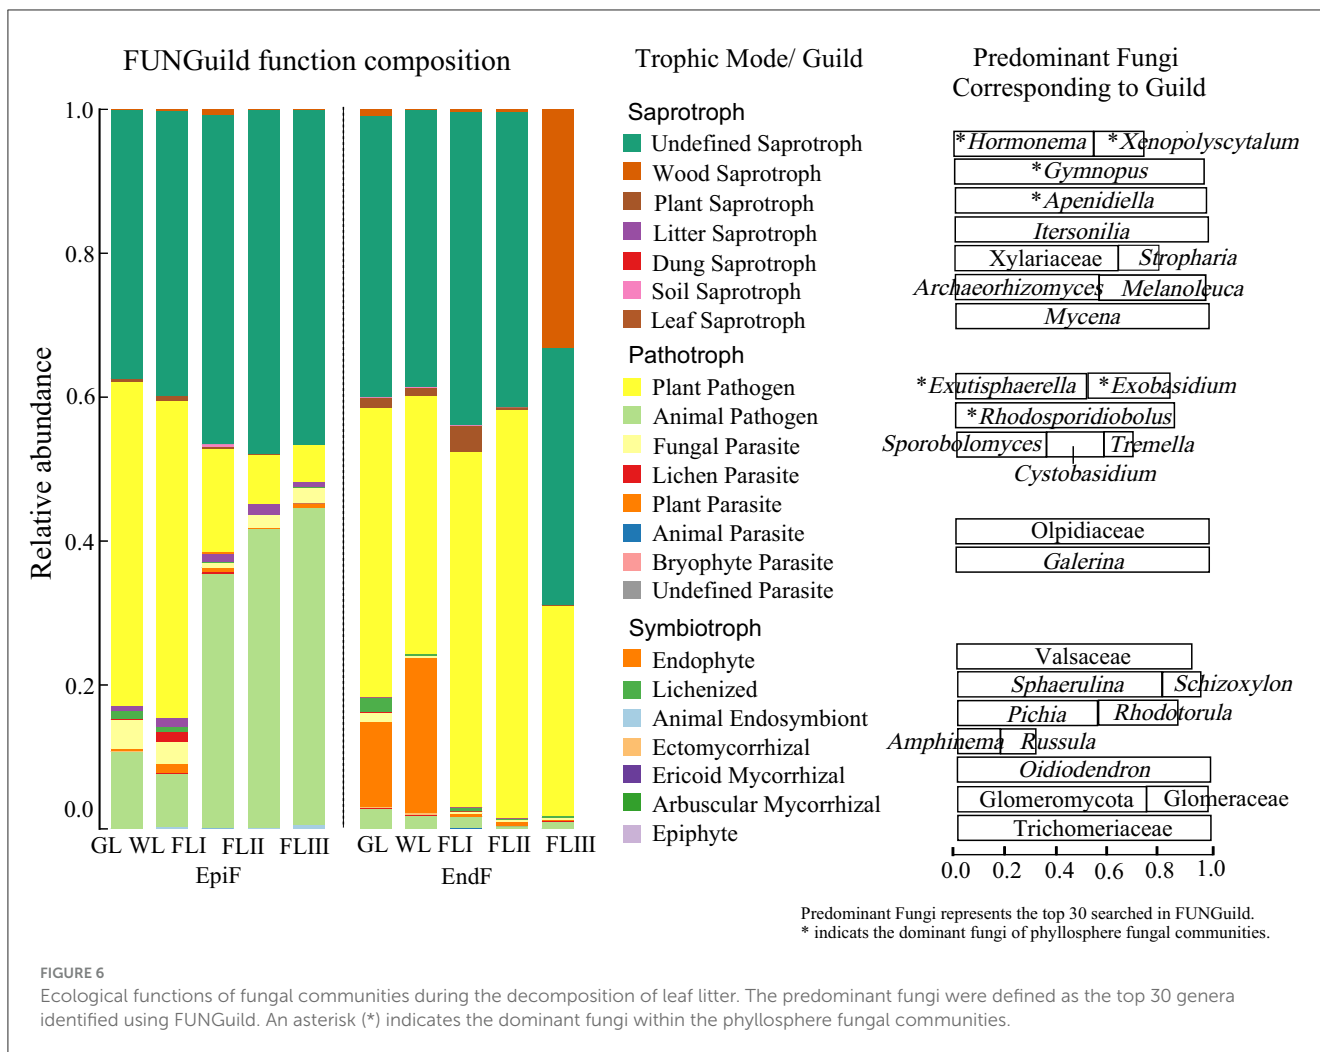 FUNGuild function composition
1.0
0.8
0.6
0.4
0.2
0.0
Relative abundance
GL WL FLI FLII FLIII
EpiF
GL WL FLI FLII FLIII
EndF
Trophic Mode/ Guild
Saprotroph
Undefined Saprotroph
Wood Saprotroph
Plant Saprotroph
Litter Saprotroph
Dung Saprotroph
Soil Saprotroph
Leaf Saprotroph
Pathotroph
Plant Pathogen
Animal Pathogen
Fungal Parasite
Lichen Parasite
Plant Parasite
Animal Parasite
Bryophyte Parasite
Undefined Parasite
Symbiotroph
Endophyte
Lichenized
Animal Endosymbiont
Ectomycorrhizal
Ericoid Mycorrhizal
Arbuscular Mycorrhizal
Epiphyte
Predominant Fungi
Corresponding to Guild
*Hormonema *Xenopolyscytalum
*Gymnopus
*Apenidiella
Itersonilia
Xylariaceae Stropharia
Archaeorhizomyces Melanoleuca
Mycena
*Exutisphaerella *Exobasidium
*Rhodosporidiobolus
Sporobolomyces Tremella
Cystobasidium
Olpidiaceae
Galerina
Valsaceae
Sphaerulina Schizoxylon
Pichia Rhodotorula
Amphinema Russula
Oidiodendron
Glomeromycota Glomeraceae
Trichomeriaceae
0.0 0.2 0.4 0.6 0.8 1.0
Predominant Fungi represents the top 30 searched in FUNGuild.
* indicats the dominant fungi of phyllosphere fungal communities.
FIGURE 6
Ecological functions of fungal communities during the decomposition of leaf litter. The predominant fungi were defined as the top 30 genera
identified using FUNGuild. An asterisk (*) indicates the dominant fungi within the phyllosphere fungal communities.